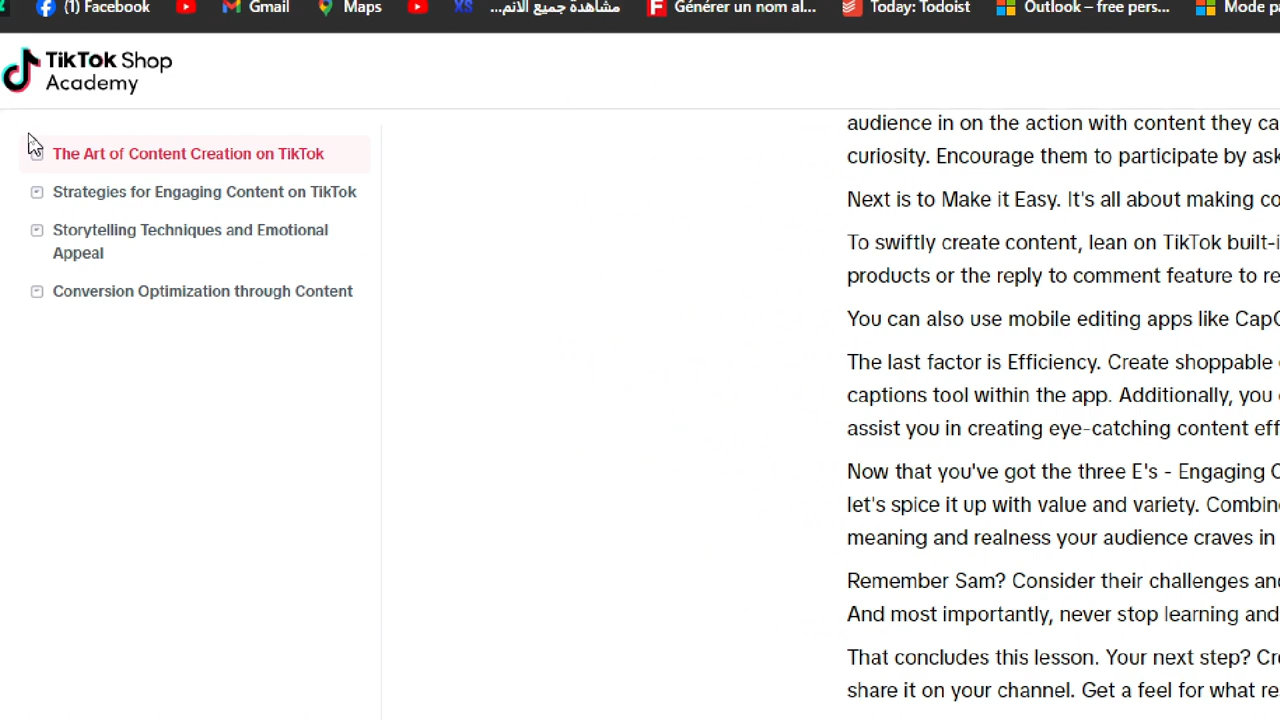 (1) Facebook
Gmail
Maps
XS
...مشاهدة جميع الانم
Générer un nom al...
Today: Todoist
Outlook – free pers...
Mode pa
TikTok Shop
Academy
The Art of Content Creation on TikTok
Strategies for Engaging Content on TikTok
Storytelling Techniques and Emotional
Appeal
Conversion Optimization through Content
audience in on the action with content they ca
curiosity. Encourage them to participate by ask
Next is to Make it Easy. It's all about making co
To swiftly create content, lean on TikTok built-i
products or the reply to comment feature to re
You can also use mobile editing apps like CapC
The last factor is Efficiency. Create shoppable
captions tool within the app. Additionally, you
assist you in creating eye-catching content eff
Now that you've got the three E's - Engaging C
let's spice it up with value and variety. Combin
meaning and realness your audience craves in
Remember Sam? Consider their challenges and
And most importantly, never stop learning and
That concludes this lesson. Your next step? Cre
share it on your channel. Get a feel for what re